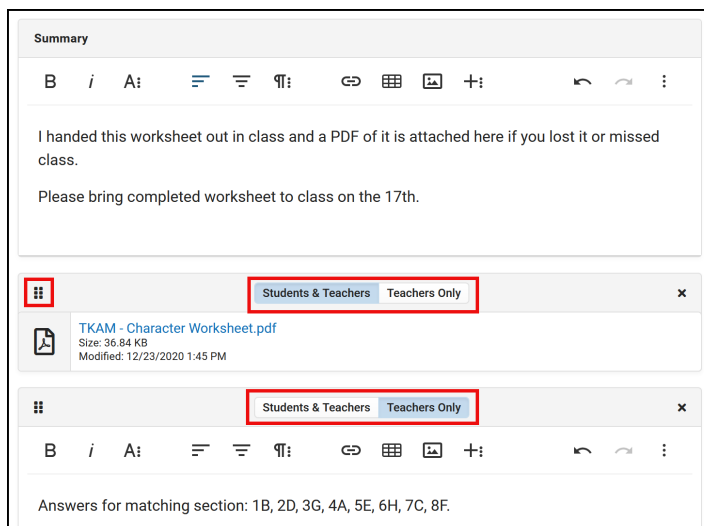 Summary
B i A
I handed this worksheet out in class and a PDF of it is attached here if you lost it or missed
class.
Please bring completed worksheet to class on the 17th.
Students & Teachers Teachers Only
TKAM - Character Worksheet.pdf
Size: 36.84 KB
Modified: 12/23/2020 1:45 PM
Students & Teachers Teachers Only
B i A
Answers for matching section: 1B, 2D, 3G, 4A, 5E, 6H, 7C, 8F.